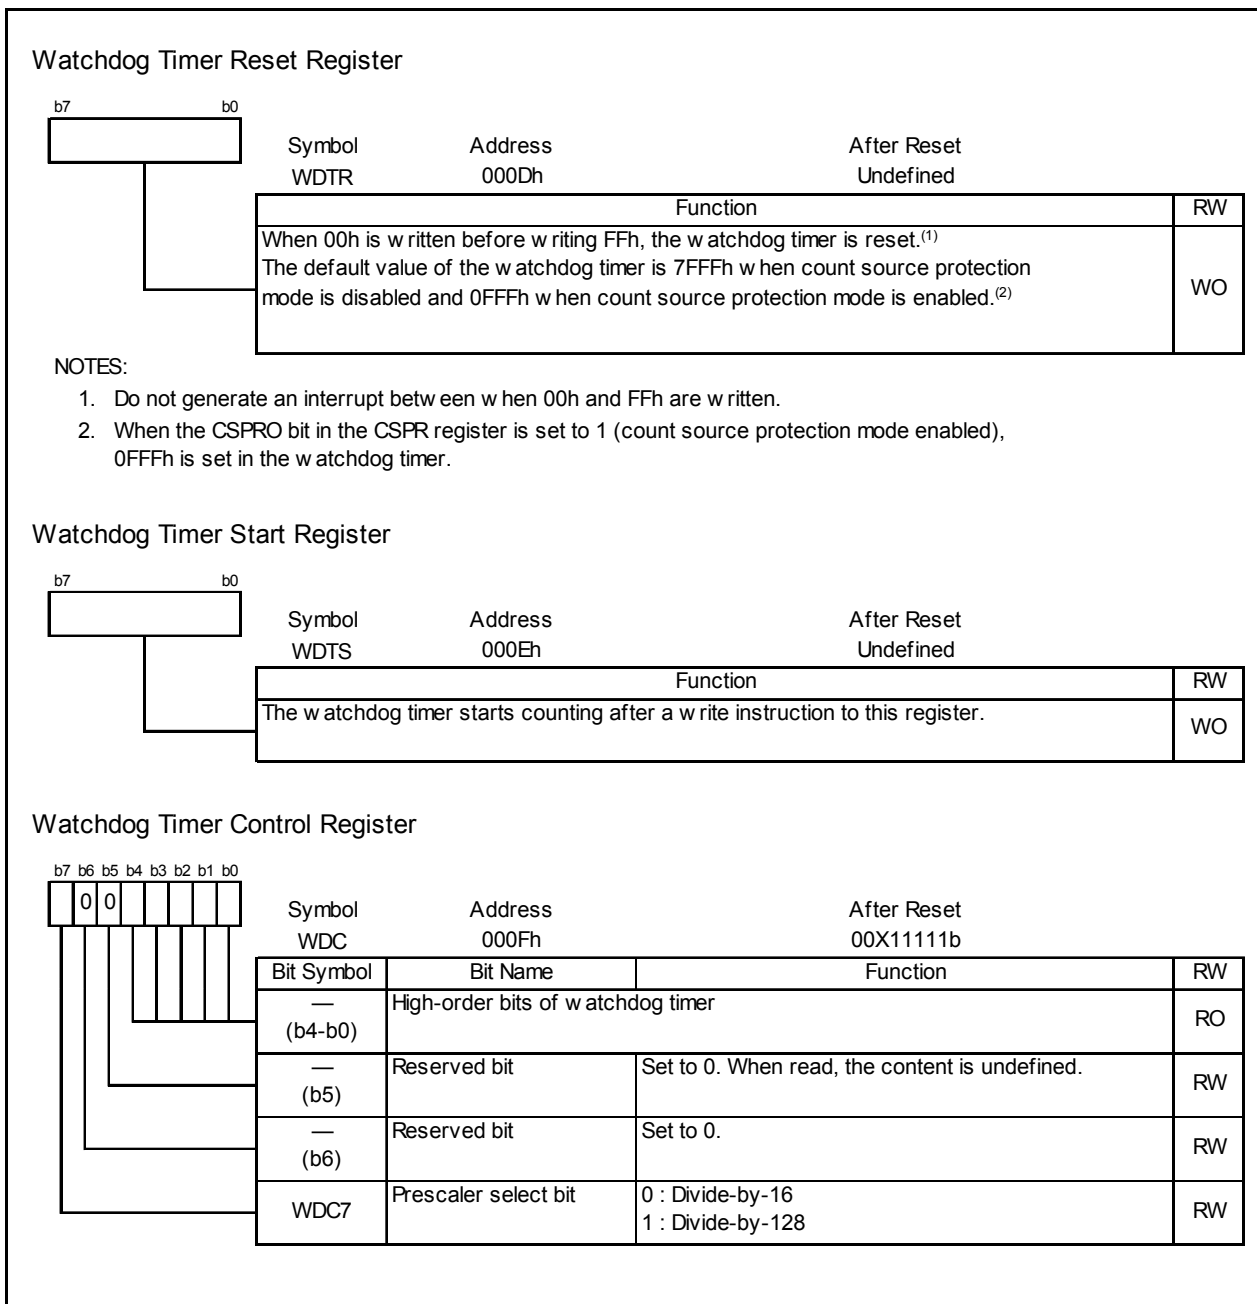 Watchdog Timer Reset Register
b7 b0
Symbol Address After Reset
WDTR 000Dh Undefined
Function RW
When 00h is written before writing FFh, the watchdog timer is reset.(1)
The default value of the watchdog timer is 7FFFh when count source protection
mode is disabled and 0FFFh when count source protection mode is enabled.(2)
WO
NOTES:
1. Do not generate an interrupt between when 00h and FFh are written.
2. When the CSPRO bit in the CSPR register is set to 1 (count source protection mode enabled),
0FFFh is set in the watchdog timer.
Watchdog Timer Start Register
b7 b0
Symbol Address After Reset
WDTS 000Eh Undefined
Function RW
The watchdog timer starts counting after a write instruction to this register.
WO
Watchdog Timer Control Register
b7 b6 b5 b4 b3 b2 b1 b0
0 0
Symbol Address After Reset
WDC 000Fh 00X11111b
Bit Symbol Bit Name Function RW
— (b4-b0) High-order bits of watchdog timer RO
— (b5) Reserved bit Set to 0. When read, the content is undefined. RW
— (b6) Reserved bit Set to 0. RW
WDC7 Prescaler select bit 0 : Divide-by-16
1 : Divide-by-128 RW